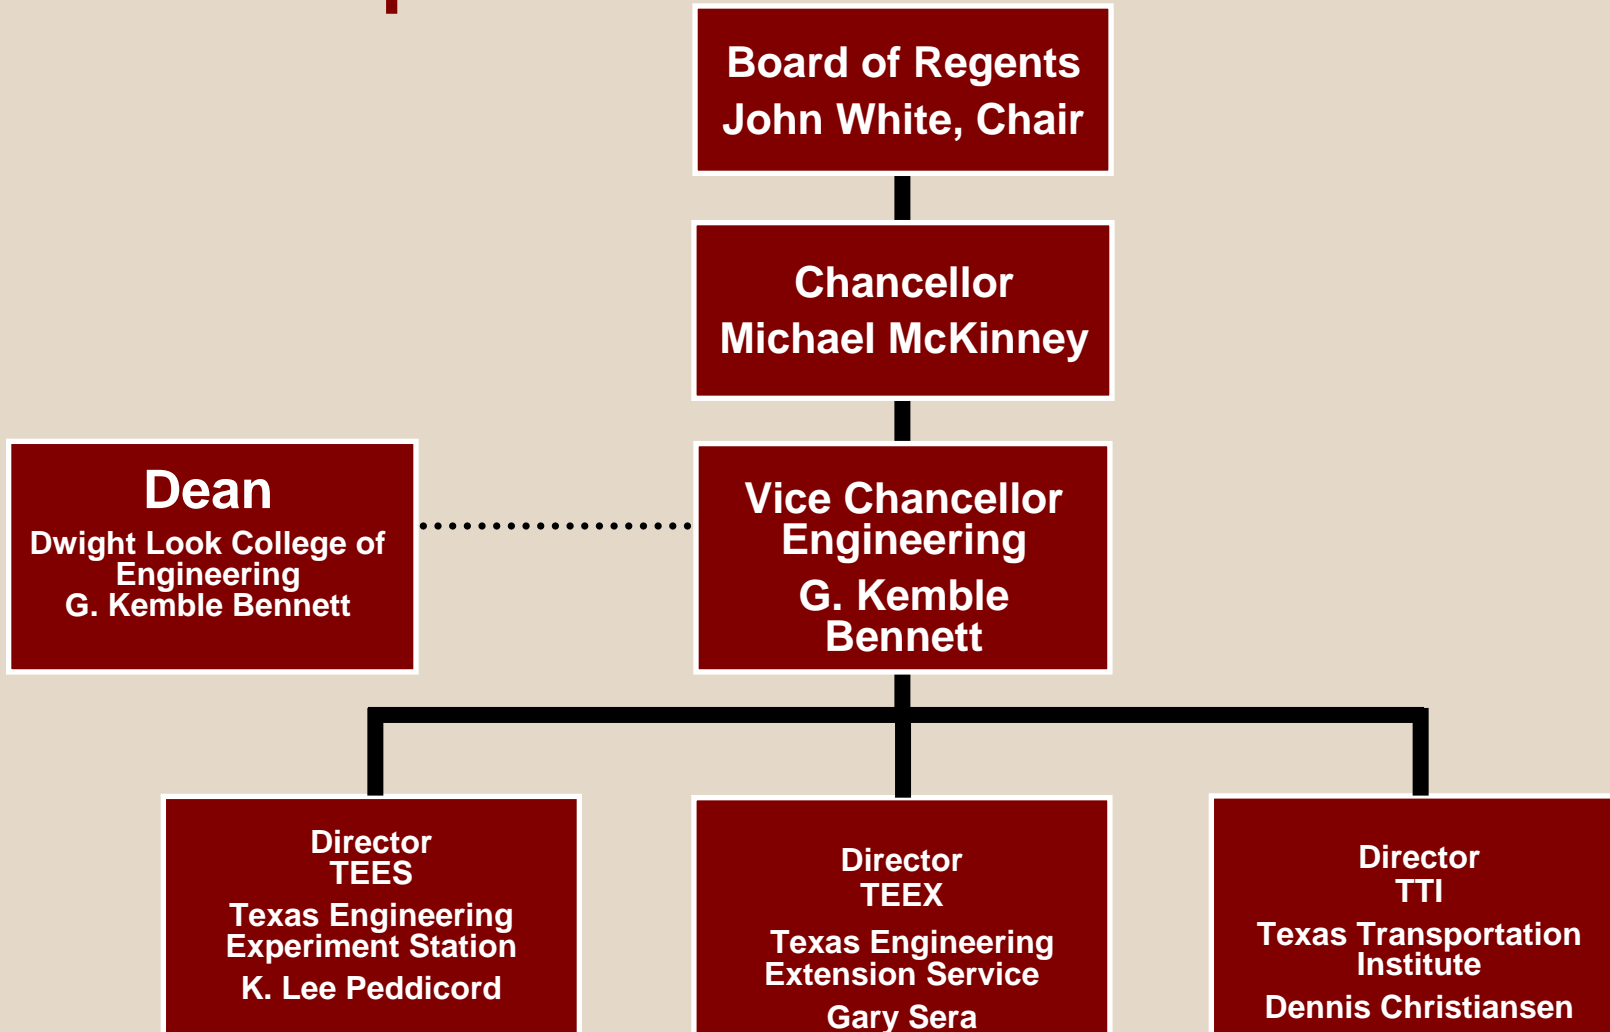 Board of Regents
John White, Chair
Chancellor
Michael McKinney
Dean
Dwight Look College of
Engineering
G. Kemble Bennett
Vice Chancellor
Engineering
G. Kemble
Bennett
Director
TEES
Texas Engineering
Experiment Station
K. Lee Peddicord
Director
TEEX
Texas Engineering
Extension Service
Gary Sera
Director
TTI
Texas Transportation
Institute
Dennis Christiansen